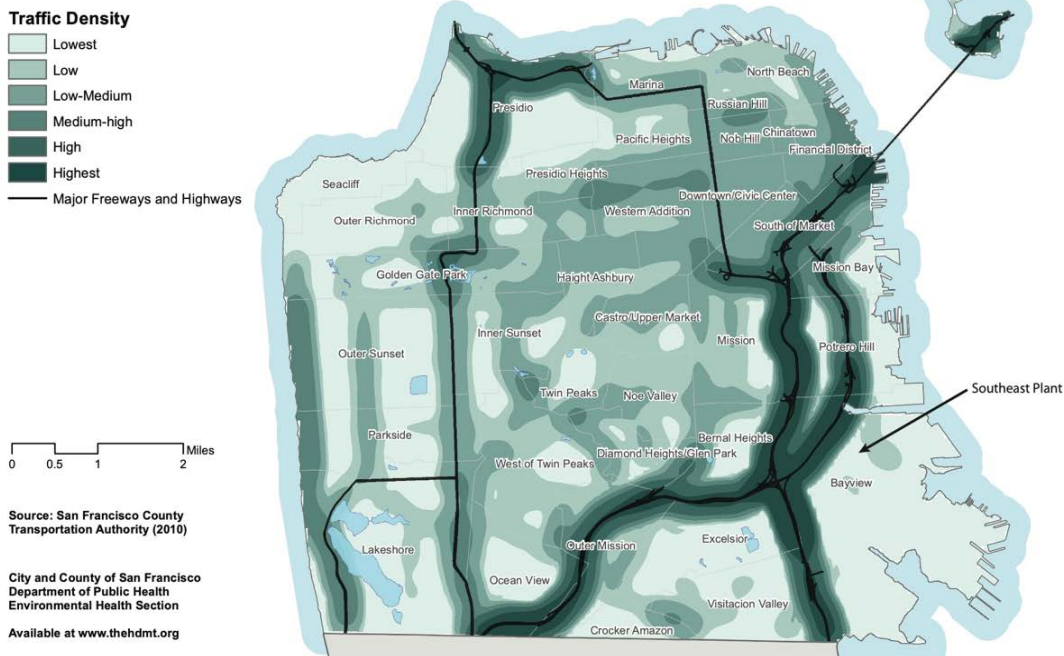 Traffic Density
Lowest
Low
Low-Medium
Medium-high
High
Highest
Major Freeways and Highways
North Beach
Marina
Russian Hill
Presidio
Chinatown
Pacific Heights
Nob Hill
Financial District
Presidio Heights
Seacliff
Downtown/Civic Center
Inner Richmond
Western Addition
Outer Richmond
South of Market
Mission Bay
Golden Gate Park
Haight Ashbury
Castro/Upper Market
Inner Sunset
Mission
Potrero Hill
Outer Sunset
Southeast Plant
Twin Peaks
Noe Valley
Parkside
Bernal Heights
Diamond Heights/Glen Park
West of Twin Peaks
Bayview
0 0.5 1 2 Miles
Source: San Francisco County
Transportation Authority (2010)
Excelsior
Outer Mission
Lakeshore
City and County of San Francisco
Department of Public Health
Environmental Health Section
Ocean View
Visitacion Valley
Crocker Amazon
Available at www.thehdmt.org